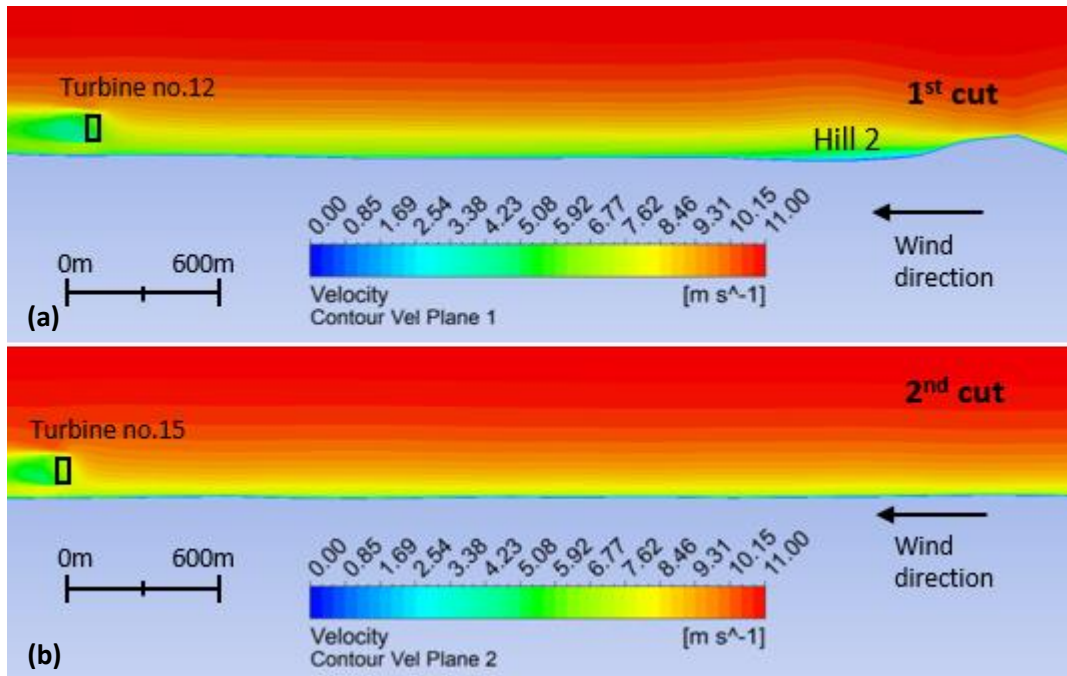 1st cut
Turbine no.12
Hill 2
0.00 0.85 1.69 2.54 3.38 4.23 5.08 5.92 6.77 7.62 8.46 9.31 10.15 11.00
Wind
direction
0m 600m
Velocity [m s^-1]
Contour Vel Plane 1
(a)
2nd cut
Turbine no.15
0.00 0.85 1.69 2.54 3.38 4.23 5.08 5.92 6.77 7.62 8.46 9.31 10.15 11.00
Wind
direction
0m 600m
Velocity [m s^-1]
Contour Vel Plane 2
(b)